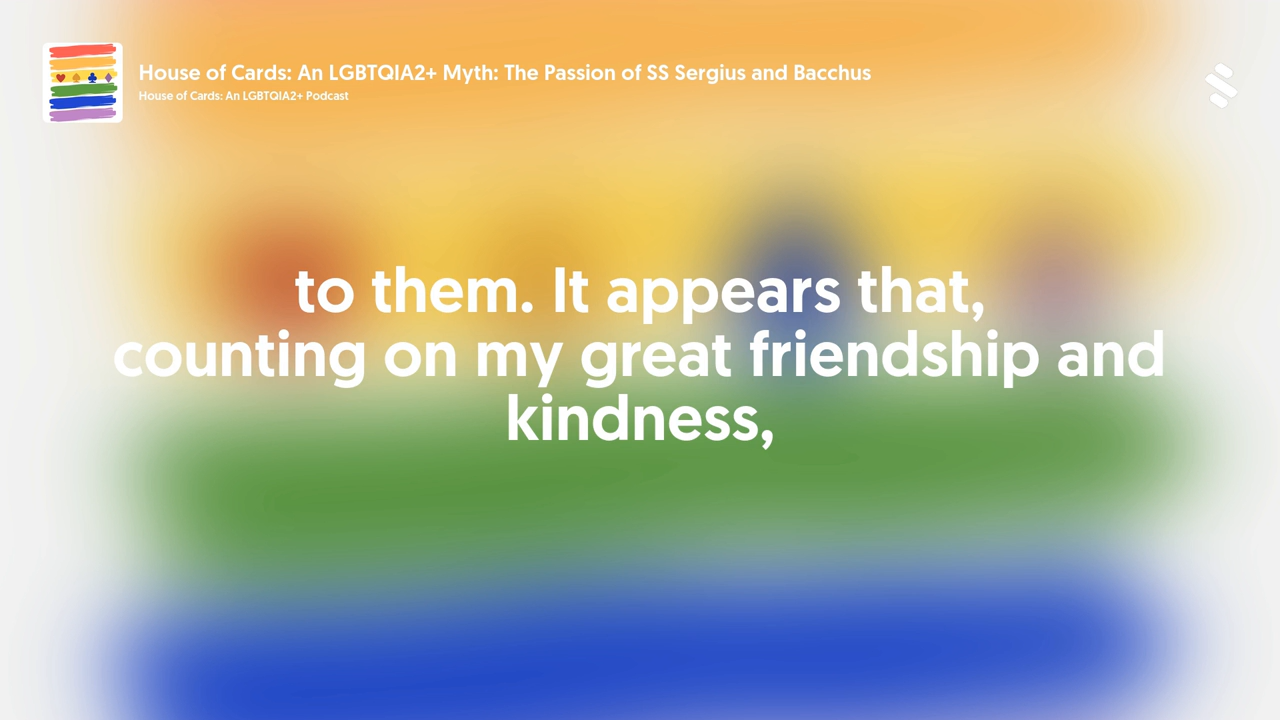 House of Cards: An LGBTQIA2+ Myth: The Passion of SS Sergius and Bacchus
House of Cards: An LGBTQIA2+ Podcast
to them. It appears that,
counting on my great friendship and
kindness,